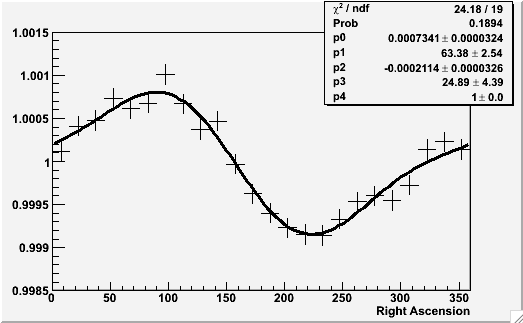 χ² / ndf 24.18 / 19
Prob 0.1894
p0 0.0007341 ± 0.0000324
p1 63.38 ± 2.54
p2 -0.0002114 ± 0.0000326
p3 24.89 ± 4.39
p4 1 ± 0.0
1.0015
1.001
1.0005
1
0.9995
0.999
0.9985
0 50 100 150 200 250 300 350
Right Ascension